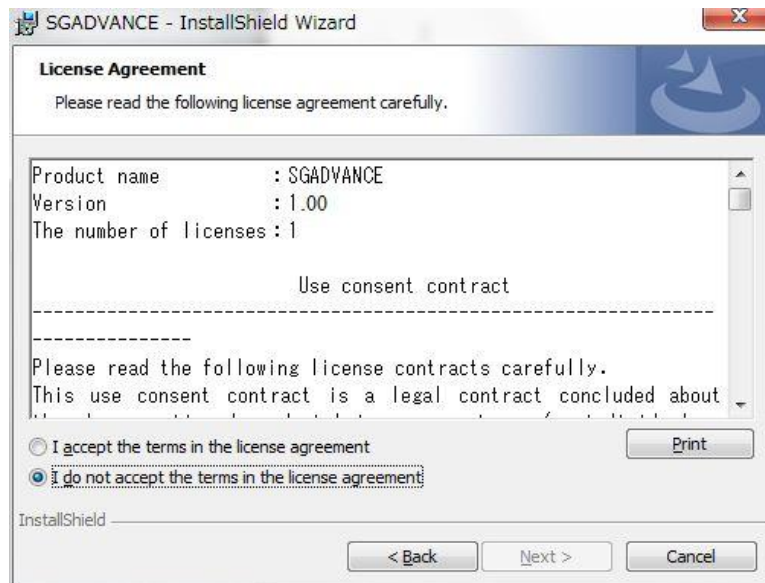 SGADVANCE - InstallShield Wizard
License Agreement
Please read the following license agreement carefully.
Product name : SGADVANCE
Version : 1.00
The number of licenses : 1
Use consent contract
-----------------------------------------------------------------
---------------
Please read the following license contracts carefully.
This use consent contract is a legal contract concluded about
I accept the terms in the license agreement
Print
I do not accept the terms in the license agreement
InstallShield
< Back
Next >
Cancel